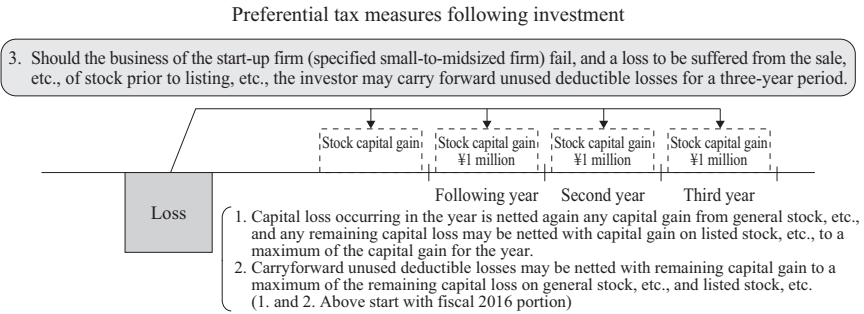 Preferential tax measures following investment
3. Should the business of the start-up firm (specified small-to-midsized firm) fail, and a loss to be suffered from the sale,
etc., of stock prior to listing, etc., the investor may carry forward unused deductible losses for a three-year period.
Stock capital gain
Stock capital gain
¥1 million
Stock capital gain
¥1 million
Stock capital gain
¥1 million
Following year
Second year
Third year
Loss
1. Capital loss occurring in the year is netted again any capital gain from general stock, etc.,
and any remaining capital loss may be netted with capital gain on listed stock, etc., to a
maximum of the capital gain for the year.
2. Carryforward unused deductible losses may be netted with remaining capital gain to a
maximum of the remaining capital loss on general stock, etc., and listed stock, etc.
(1. and 2. Above start with fiscal 2016 portion)